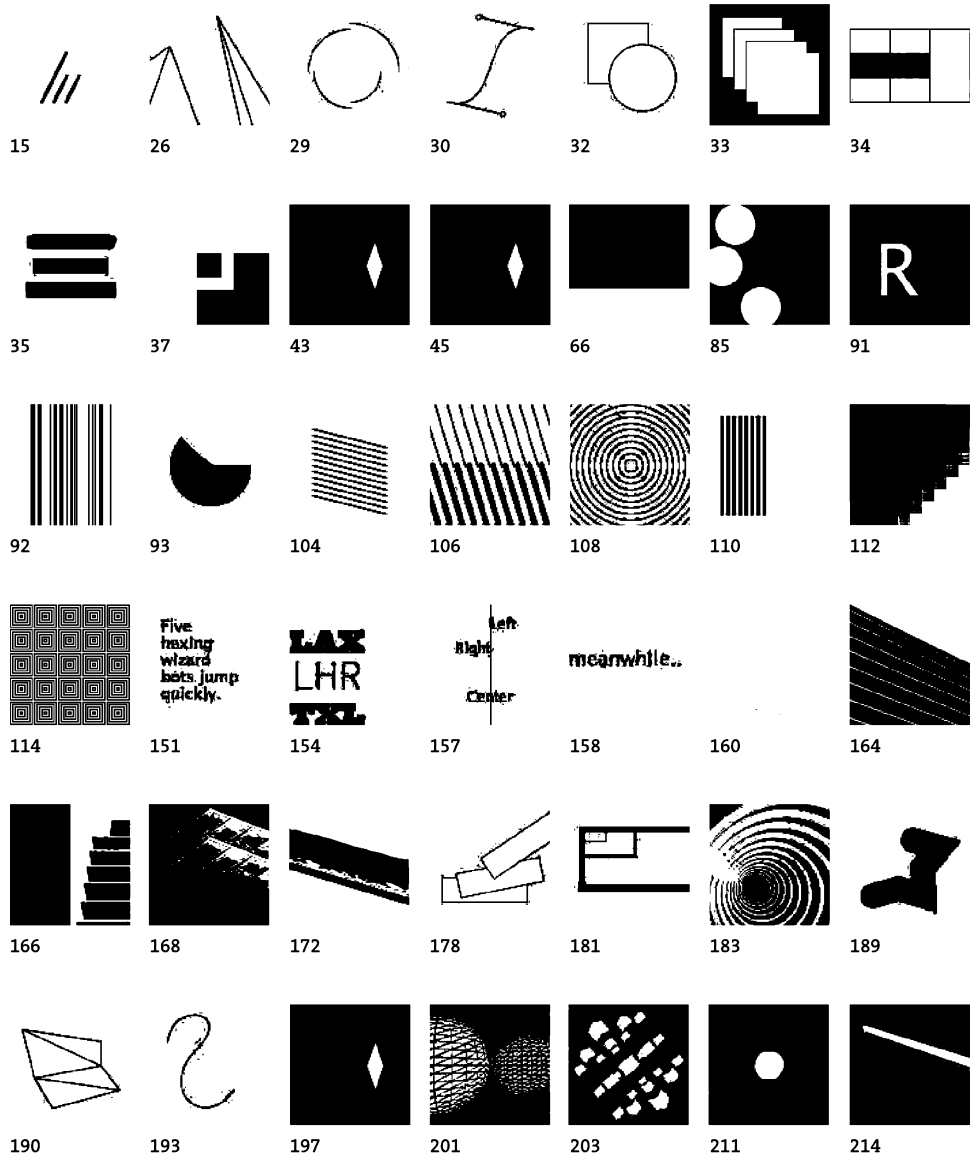 15 26 29 30 32 33 34
35 37 43 45 66 85 91
R
92 93 104 106 108 110 112
Five
hexing
wizard
bots jump
quickly.
LAX
LHR
TXL
Left
Right
Center
meanwhile..
114 151 154 157 158 160 164
166 168 172 178 181 183 189
190 193 197 201 203 211 214